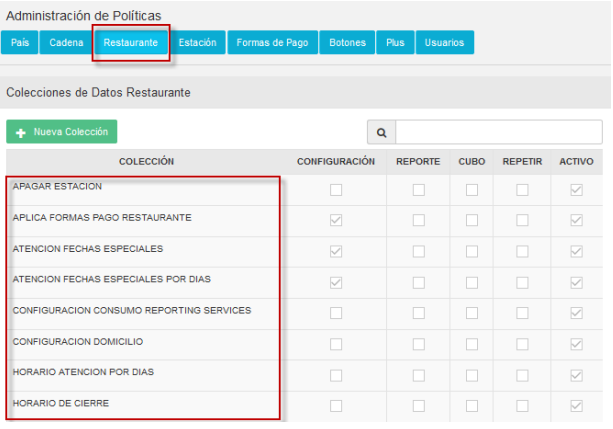 Administración de Políticas
País Cadena Restaurante Estación Formas de Pago Botones Plus Usuarios
Colecciones de Datos Restaurante
+ Nueva Colección
COLECCIÓN CONFIGURACIÓN REPORTE CUBO REPETIR ACTIVO
APAGAR ESTACION
APLICA FORMAS PAGO RESTAURANTE
ATENCION FECHAS ESPECIALES
ATENCION FECHAS ESPECIALES POR DIAS
CONFIGURACION CONSUMO REPORTING SERVICES
CONFIGURACION DOMICILIO
HORARIO ATENCION POR DIAS
HORARIO DE CIERRE